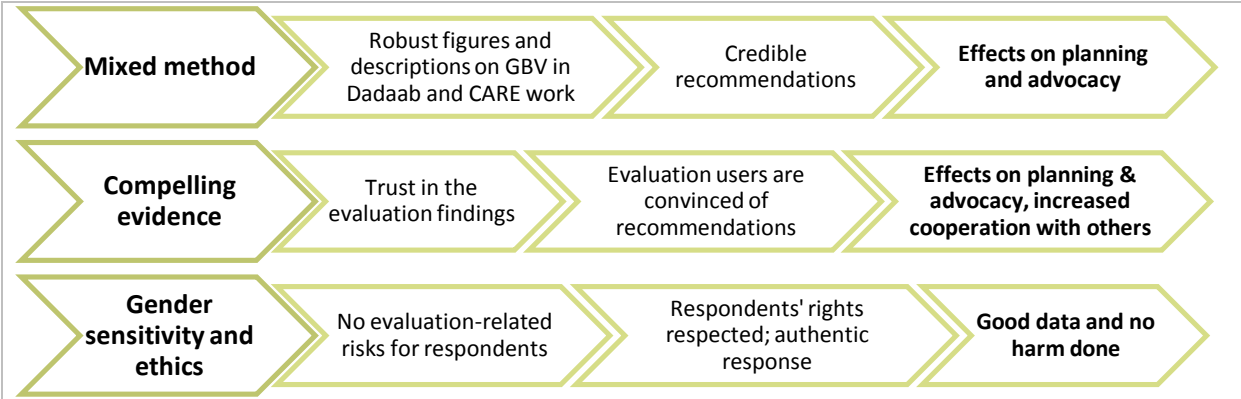 Mixed method
Robust figures and
descriptions on GBV in
Dadaab and CARE work
Credible
recommendations
Effects on planning
and advocacy
Compelling
evidence
Trust in the
evaluation findings
Evaluation users are
convinced of
recommendations
Effects on planning &
advocacy, increased
cooperation with others
Gender
sensitivity and
ethics
No evaluation-related
risks for respondents
Respondents' rights
respected; authentic
response
Good data and no
harm done